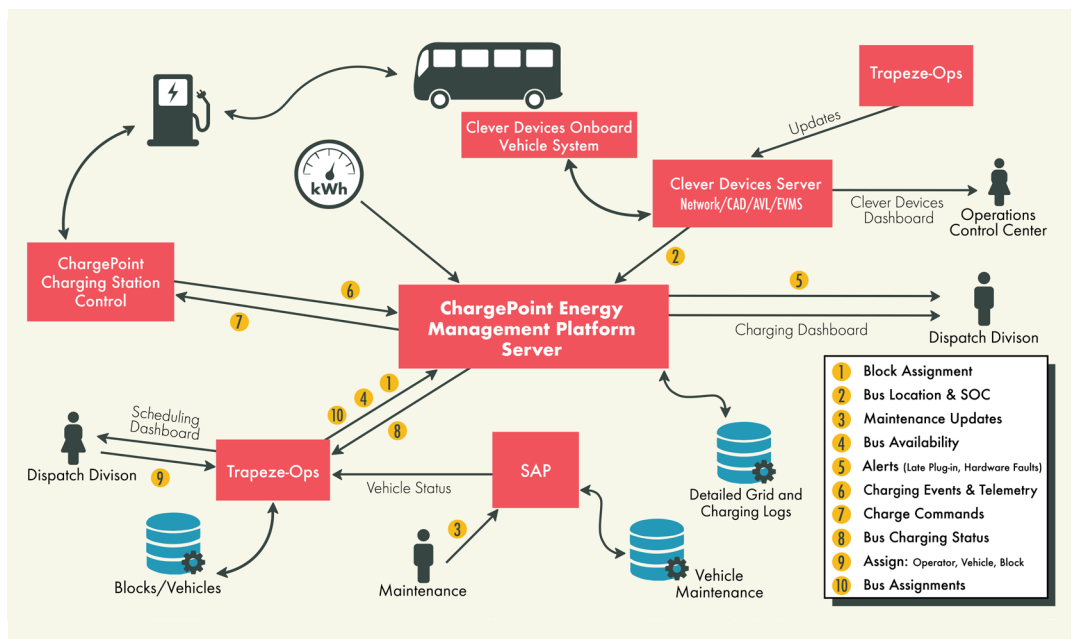 Trapeze-Ops
Updates
Clever Devices Onboard
Vehicle System
kWh
Clever Devices Server
Network/CAD/AVL/EVMS
Clever Devices
Dashboard
Operations
Control Center
2
ChargePoint
Charging Station
Control
6
7
ChargePoint Energy
Management Platform
Server
5
Charging Dashboard
Dispatch Divison
1
4
10
8
Scheduling
Dashboard
Dispatch Divison
9
Trapeze-Ops
Vehicle Status
SAP
3
Maintenance
Blocks/Vehicles
Vehicle
Maintenance
Detailed Grid and
Charging Logs
1 Block Assignment
2 Bus Location & SOC
3 Maintenance Updates
4 Bus Availability
5 Alerts (Late Plug-in, Hardware Faults)
6 Charging Events & Telemetry
7 Charge Commands
8 Bus Charging Status
9 Assign: Operator, Vehicle, Block
10 Bus Assignments